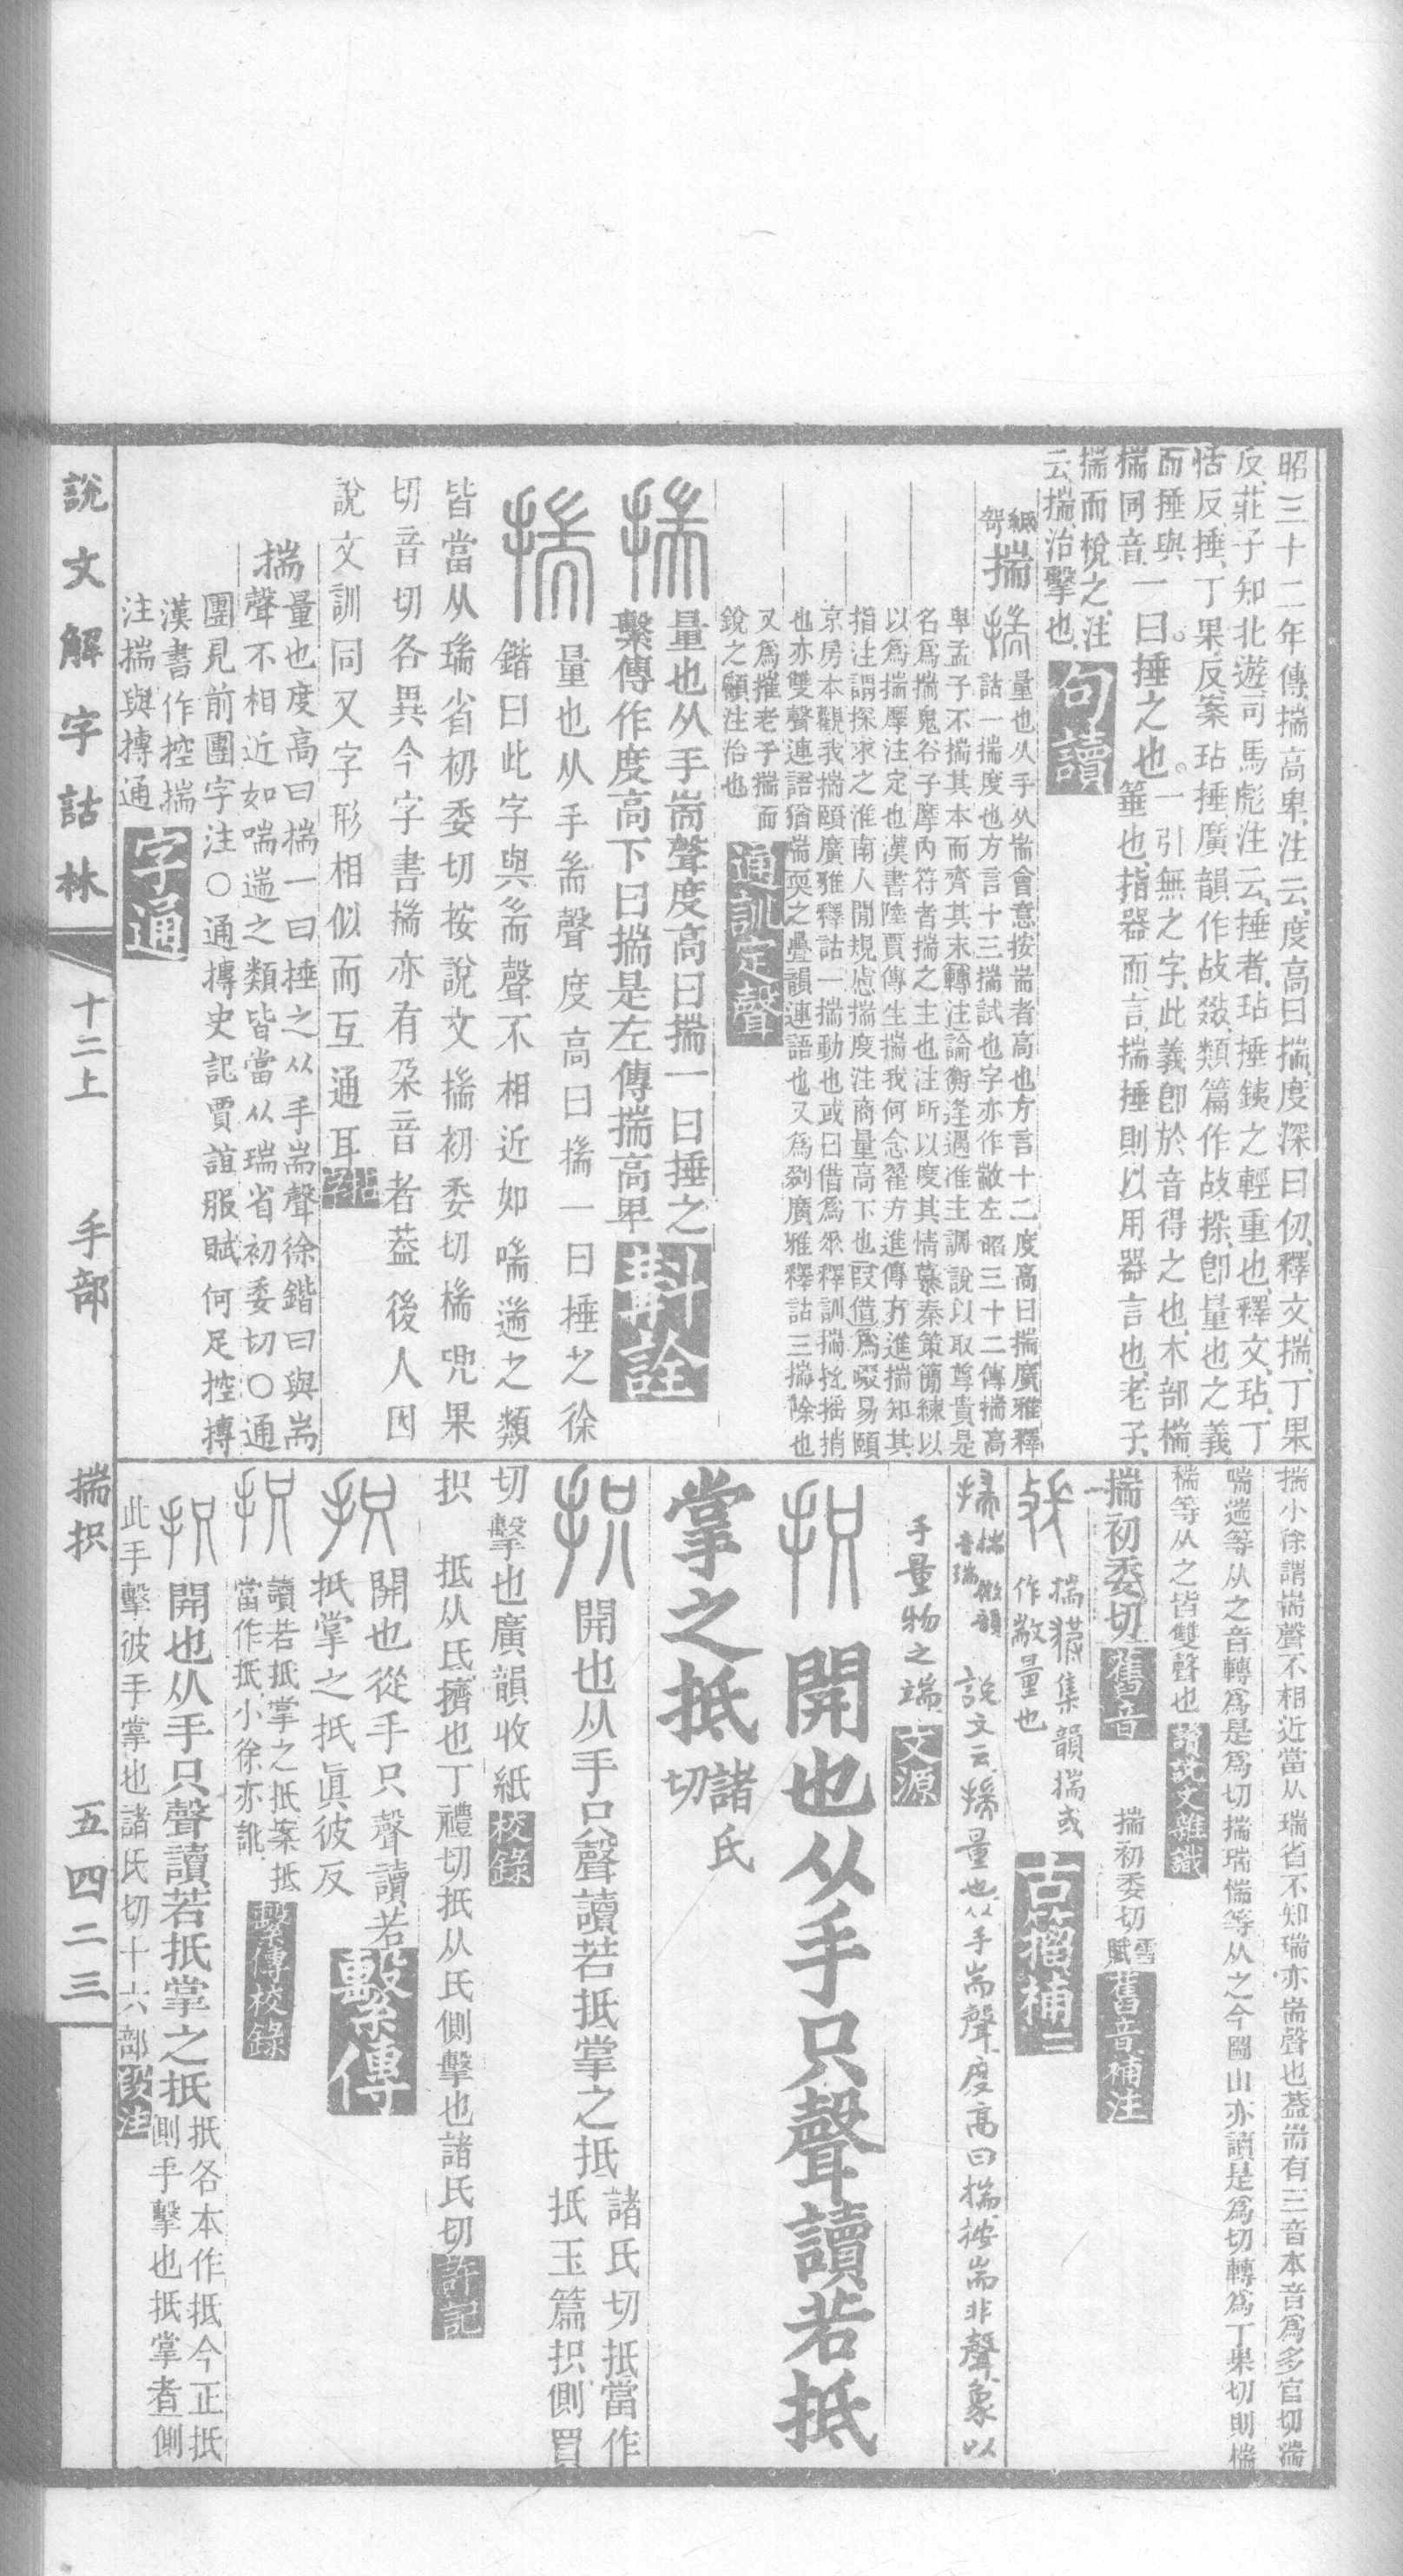 昭三十二年傳揣高卑注云度高曰揣度深曰仞釋文揣丁果
反莊子知北遊司馬彪注云捶者玷捶鉄之輕重也釋文玷丁
恬反捶丁果反案玷捶廣韻作敁敠類篇作敁挅卽量也之義
而捶與一引無之字此義卽於音得之也木部椯
揣同音一曰捶之也箠也指器而言揣捶則以用器言也老子
揣而梲之注
云揣治擊也句讀
揣
量也从手从耑會意按耑者高也方言十二度高曰揣廣雅釋
詁一揣度也方言十三揣試也字亦作敳左昭三十二傳揣高
卑孟子不揣其本而齊其末轉注論衡逢遇准主調說以取尊貴是
名爲揣鬼谷子摩內符者揣之主也注所以度其情慕秦策簡練以
以爲揣摩注定也漢書陸賈傳生揣我何念翟方進傳方進揣知其
指注謂探求之淮南人閒規慮揣度注商量高下也假借爲啜易頤
京房本觀我揣頤廣雅釋詁一揣動也或曰借爲釋訓揣抁搖捎
也亦雙聲連語猶耑耎之疊韻連語也又爲剟廣雅釋詁三揣除也
又爲摧老子揣而
銳之顧注治也通訓定聲
量也从手耑聲度高曰揣一曰捶之
繫傳作度高下曰揣是左傳揣高卑斠詮
量也从手耑聲度高曰揣一曰捶之徐
鍇曰此字與耑聲不相近如喘遄之類
皆當从瑞省初委切按說文揣初委切椯兜果
切音切各異今字書揣亦有朶音者葢後人因
說文訓同又字形相似而互通耳
揣量也度高曰揣一曰捶之从手耑聲徐鍇曰與耑
聲不相近如喘遄之類皆當从瑞省初委切○通
團見前團字注○通摶史記賈誼服賦何足控摶
漢書作控揣
注揣與摶通字通
揣小徐謂耑聲不相近當从瑞省不知瑞亦耑聲也葢耑有三音本音爲多官切湍
喘遄等从之音轉爲是爲切揣瑞惴等从之今圌山亦讀是爲切轉爲丁果切則椯
䅔等从之皆雙聲也讀說文雜識
揣初委切舊音
揣初委切舊音補注
揣集韻揣或
作敳量也古籀補二
說文云揣量也从手耑聲度高曰揣按耑非聲象以
手量物之端文源
抧開也从手只聲讀若抵
掌之抵諸氏切
抧開也从手只聲讀若抵掌之抵諸氏切抵當作
抵玉篇抧側買
切擊也廣韻收紙校錄
抧抵从氐擠也丁禮切抵从氏側擊也諸氏切許記
抧開也從手只聲讀若
抵掌之抵眞彼反繫傳
抧讀若抵掌之抵案抵
當作抵小徐亦訛繫傳校錄
抧開也从手只聲讀若抵掌之抵抵各本作抵今正抵
側手擊也抵掌者側
此手擊彼手掌也諸氏切十六部段注
說文解字詁林
十二上
手部
揣抧
五四二三